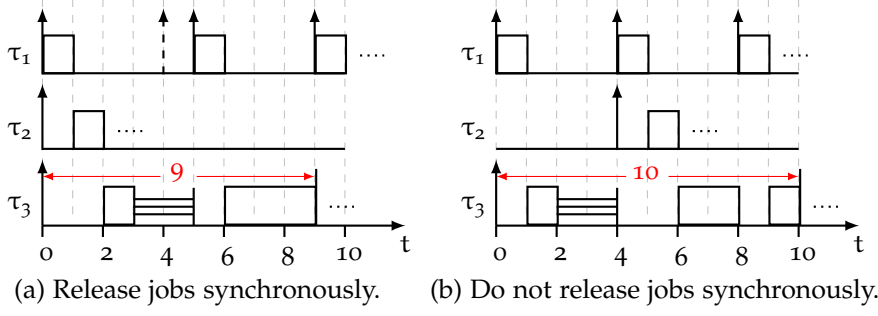 τ1 ····
τ2 ····
9
τ3 ····
0 2 4 6 8 10 t
(a) Release jobs synchronously.
τ1 ····
τ2 ····
10
τ3 ····
0 2 4 6 8 10 t
(b) Do not release jobs synchronously.